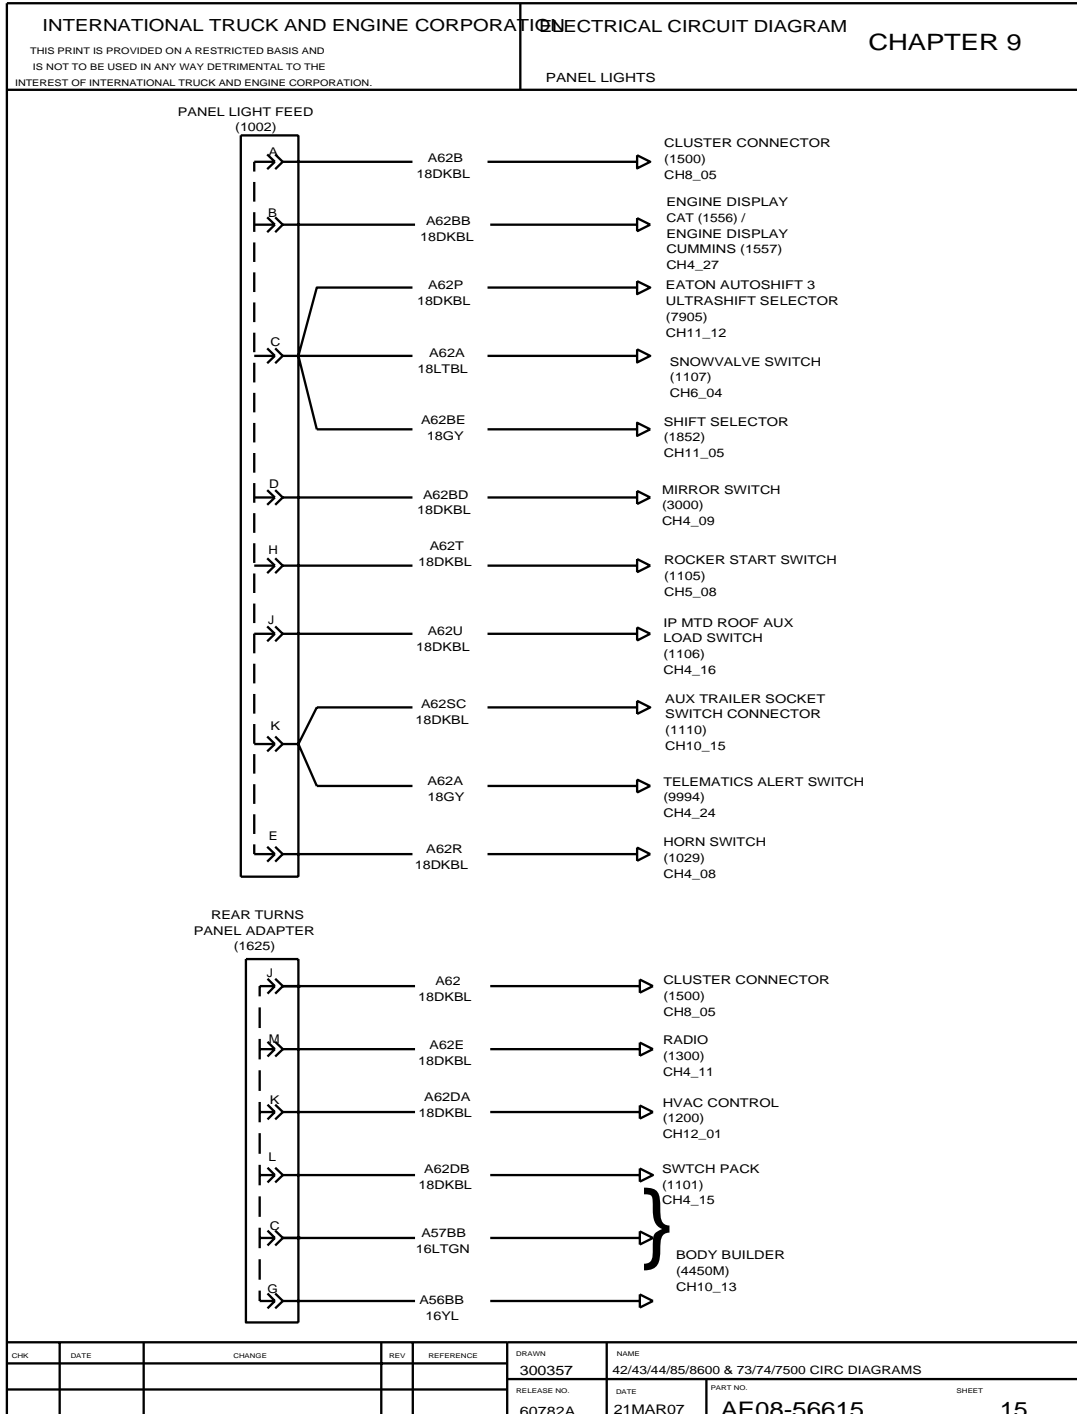 INTERNATIONAL TRUCK AND ENGINE CORPORATION
THIS PRINT IS PROVIDED ON A RESTRICTED BASIS AND
IS NOT TO BE USED IN ANY WAY DETRIMENTAL TO THE
INTEREST OF INTERNATIONAL TRUCK AND ENGINE CORPORATION.
ELECTRICAL CIRCUIT DIAGRAM
CHAPTER 9
PANEL LIGHTS
PANEL LIGHT FEED
(1002)
A
A62B
18DKBL
CLUSTER CONNECTOR
(1500)
CH8_05
B
A62BB
18DKBL
ENGINE DISPLAY
CAT (1556) /
ENGINE DISPLAY
CUMMINS (1557)
CH4_27
A62P
18DKBL
EATON AUTOSHIFT 3
ULTRASHIFT SELECTOR
(7905)
CH11_12
C
A62A
18LTBL
SNOWVALVE SWITCH
(1107)
CH6_04
A62BE
18GY
SHIFT SELECTOR
(1852)
CH11_05
D
A62BD
18DKBL
MIRROR SWITCH
(3000)
CH4_09
H
A62T
18DKBL
ROCKER START SWITCH
(1105)
CH5_08
J
A62U
18DKBL
IP MTD ROOF AUX
LOAD SWITCH
(1106)
CH4_16
A62SC
18DKBL
AUX TRAILER SOCKET
SWITCH CONNECTOR
(1110)
CH10_15
K
A62A
18GY
TELEMATICS ALERT SWITCH
(9994)
CH4_24
E
A62R
18DKBL
HORN SWITCH
(1029)
CH4_08
REAR TURNS
PANEL ADAPTER
(1625)
J
A62
18DKBL
CLUSTER CONNECTOR
(1500)
CH8_05
M
A62E
18DKBL
RADIO
(1300)
CH4_11
K
A62DA
18DKBL
HVAC CONTROL
(1200)
CH12_01
L
A62DB
18DKBL
SWTCH PACK
(1101)
CH4_15
C
A57BB
16LTGN
BODY BUILDER
(4450M)
CH10_13
G
A56BB
16YL
CHK DATE CHANGE REV REFERENCE
DRAWN
300357
NAME
42/43/44/85/8600 & 73/74/7500 CIRC DIAGRAMS
RELEASE NO.
60782A
DATE
21MAR07
PART NO.
AE08-56615
SHEET
15